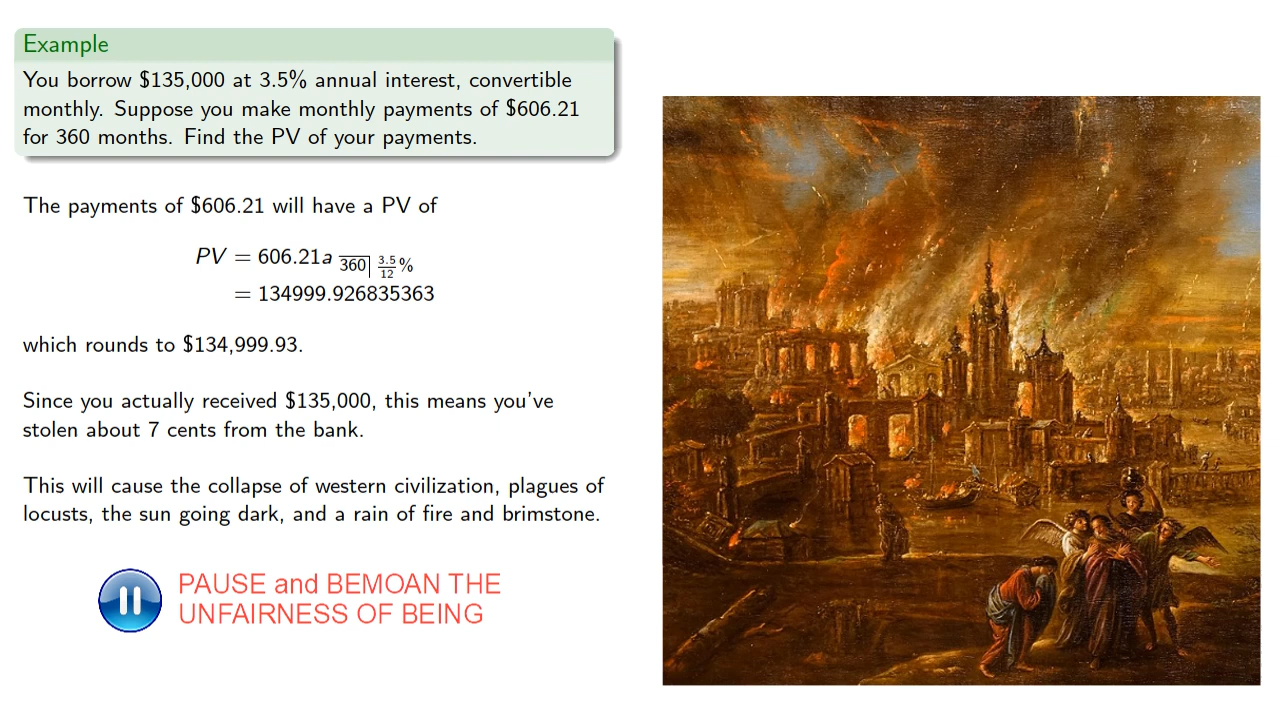 Example
You borrow $135,000 at 3.5% annual interest, convertible
monthly. Suppose you make monthly payments of $606.21
for 360 months. Find the PV of your payments.
The payments of $606.21 will have a PV of
PV = 606.21a 360| 3.5/12 %
= 134999.926835363
which rounds to $134,999.93.
Since you actually received $135,000, this means you've
stolen about 7 cents from the bank.
This will cause the collapse of western civilization, plagues of
locusts, the sun going dark, and a rain of fire and brimstone.
PAUSE and BEMOAN THE
UNFAIRNESS OF BEING